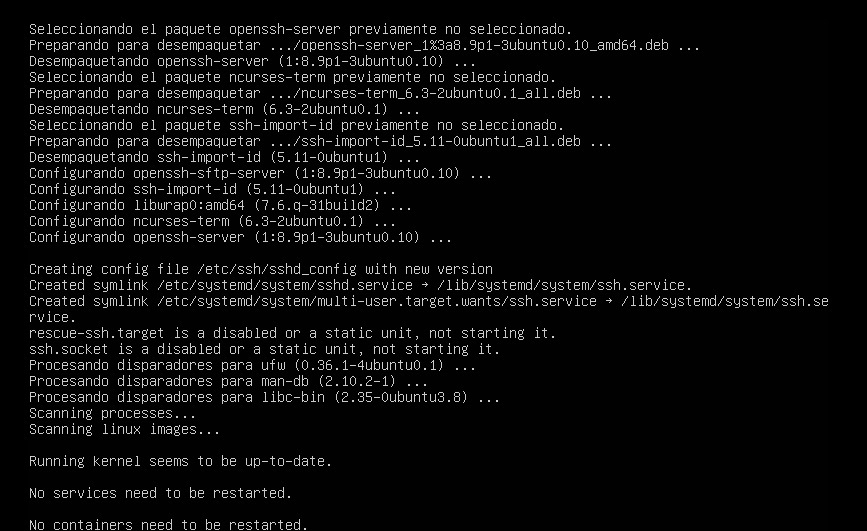 Seleccionando el paquete openssh-server previamente no seleccionado.
Preparando para desempaquetar .../openssh-server_1%3a8.9p1-3ubuntu0.10_amd64.deb ...
Desempaquetando openssh-server (1:8.9p1-3ubuntu0.10) ...
Seleccionando el paquete ncurses-term previamente no seleccionado.
Preparando para desempaquetar .../ncurses-term_6.3-2ubuntu0.1_all.deb ...
Desempaquetando ncurses-term (6.3-2ubuntu0.1) ...
Seleccionando el paquete ssh-import-id previamente no seleccionado.
Preparando para desempaquetar .../ssh-import-id_5.11-0ubuntu1_all.deb ...
Desempaquetando ssh-import-id (5.11-0ubuntu1) ...
Configurando openssh-sftp-server (1:8.9p1-3ubuntu0.10) ...
Configurando ssh-import-id (5.11-0ubuntu1) ...
Configurando libwrap0:amd64 (7.6.q-31build2) ...
Configurando ncurses-term (6.3-2ubuntu0.1) ...
Configurando openssh-server (1:8.9p1-3ubuntu0.10) ...
Creating config file /etc/ssh/sshd_config with new version
Created symlink /etc/systemd/system/sshd.service → /lib/systemd/system/ssh.service.
Created symlink /etc/systemd/system/multi-user.target.wants/ssh.service → /lib/systemd/system/ssh.se
rvice.
rescue-ssh.target is a disabled or a static unit, not starting it.
ssh.socket is a disabled or a static unit, not starting it.
Procesando disparadores para ufw (0.36.1-4ubuntu0.1) ...
Procesando disparadores para man-db (2.10.2-1) ...
Procesando disparadores para libc-bin (2.35-0ubuntu3.8) ...
Scanning processes...
Scanning linux images...
Running kernel seems to be up-to-date.
No services need to be restarted.
No containers need to be restarted.